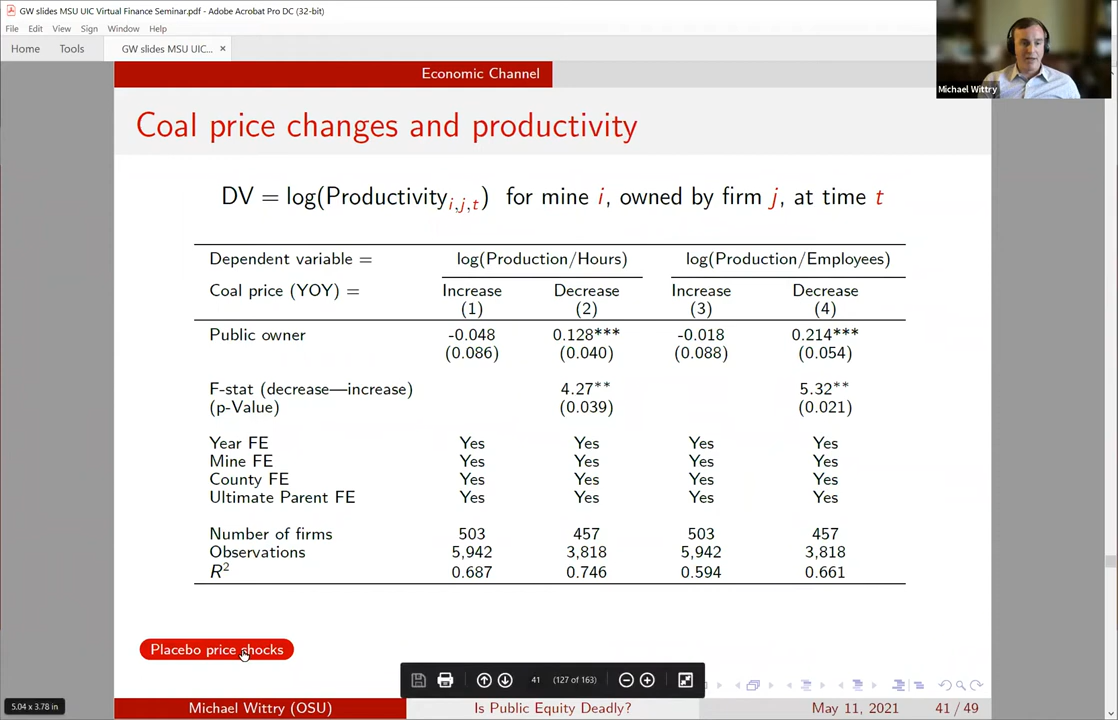 GW slides MSU UIC Virtual Finance Seminar.pdf - Adobe Acrobat Pro DC (32-bit)
File Edit View Sign Window Help
Home Tools GW slides MSU UIC... ×
Economic Channel
Michael Wittry
Coal price changes and productivity
DV = log(Productivity_{i,j,t}) for mine i, owned by firm j, at time t
Dependent variable = log(Production/Hours) log(Production/Employees)
Coal price (YOY) = Increase Decrease Increase Decrease
(1) (2) (3) (4)
Public owner -0.048 0.128*** -0.018 0.214***
(0.086) (0.040) (0.088) (0.054)
F-stat (decrease—increase) 4.27** 5.32**
(p-Value) (0.039) (0.021)
Year FE Yes Yes Yes Yes
Mine FE Yes Yes Yes Yes
County FE Yes Yes Yes Yes
Ultimate Parent FE Yes Yes Yes Yes
Number of firms 503 457 503 457
Observations 5,942 3,818 5,942 3,818
R² 0.687 0.746 0.594 0.661
Placebo price shocks
41 (127 of 163)
5.04 x 3.78 in
Michael Wittry (OSU) Is Public Equity Deadly? May 11, 2021 41 / 49